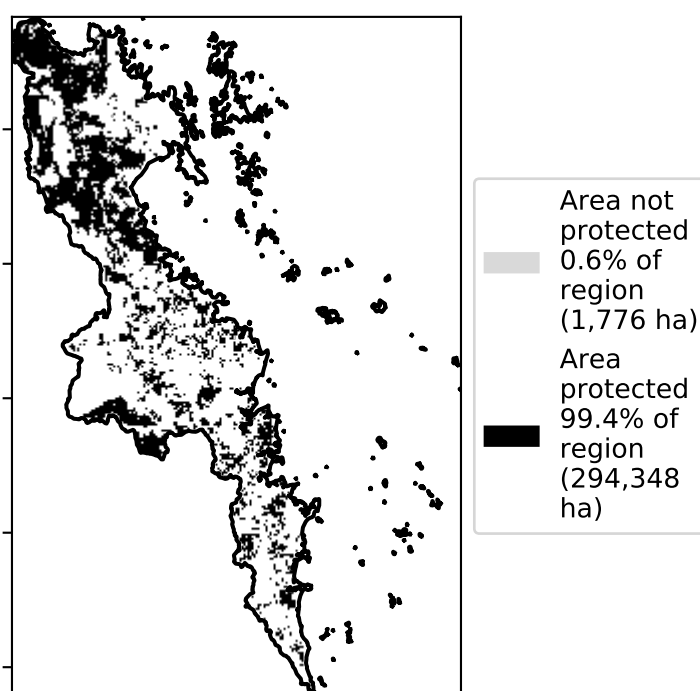 Area not
protected
0.6% of
region
(1,776 ha)
Area
protected
99.4% of
region
(294,348
ha)